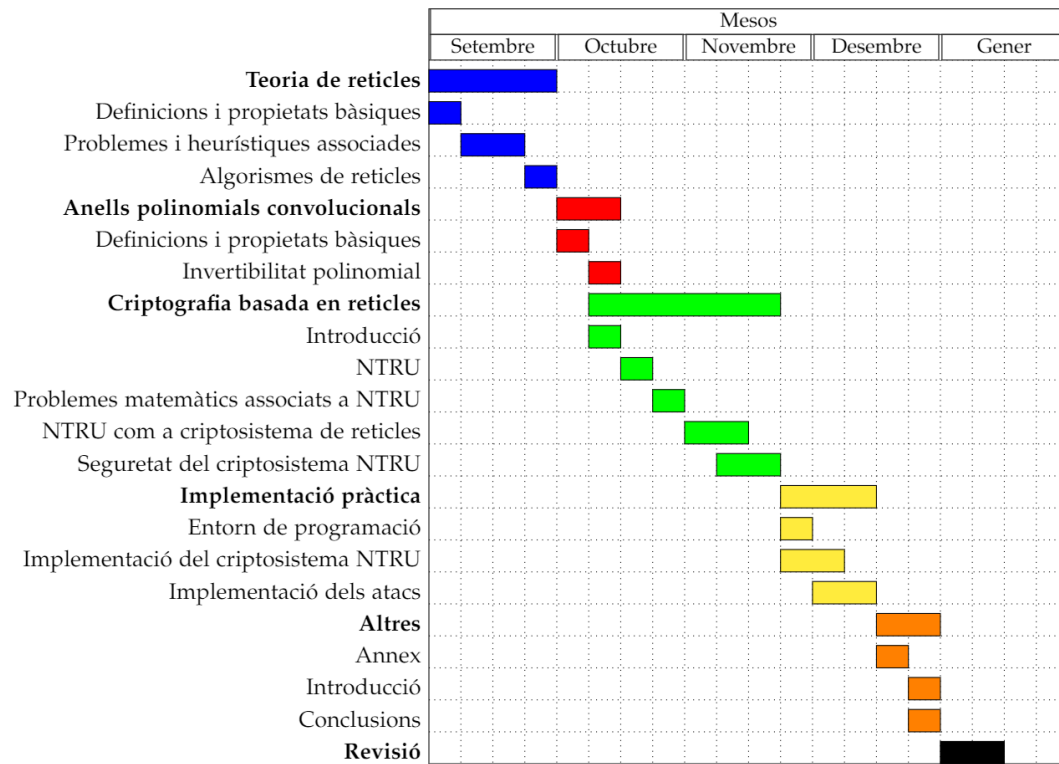 Mesos
Setembre Octubre Novembre Desembre Gener
Teoria de reticles
Definicions i propietats bàsiques
Problemes i heurístiques associades
Algorismes de reticles
Anells polinomials convolucionals
Definicions i propietats bàsiques
Invertibilitat polinomial
Criptografia basada en reticles
Introducció
NTRU
Problemes matemàtics associats a NTRU
NTRU com a criptosistema de reticles
Seguretat del criptosistema NTRU
Implementació pràctica
Entorn de programació
Implementació del criptosistema NTRU
Implementació dels atacs
Altres
Annex
Introducció
Conclusions
Revisió